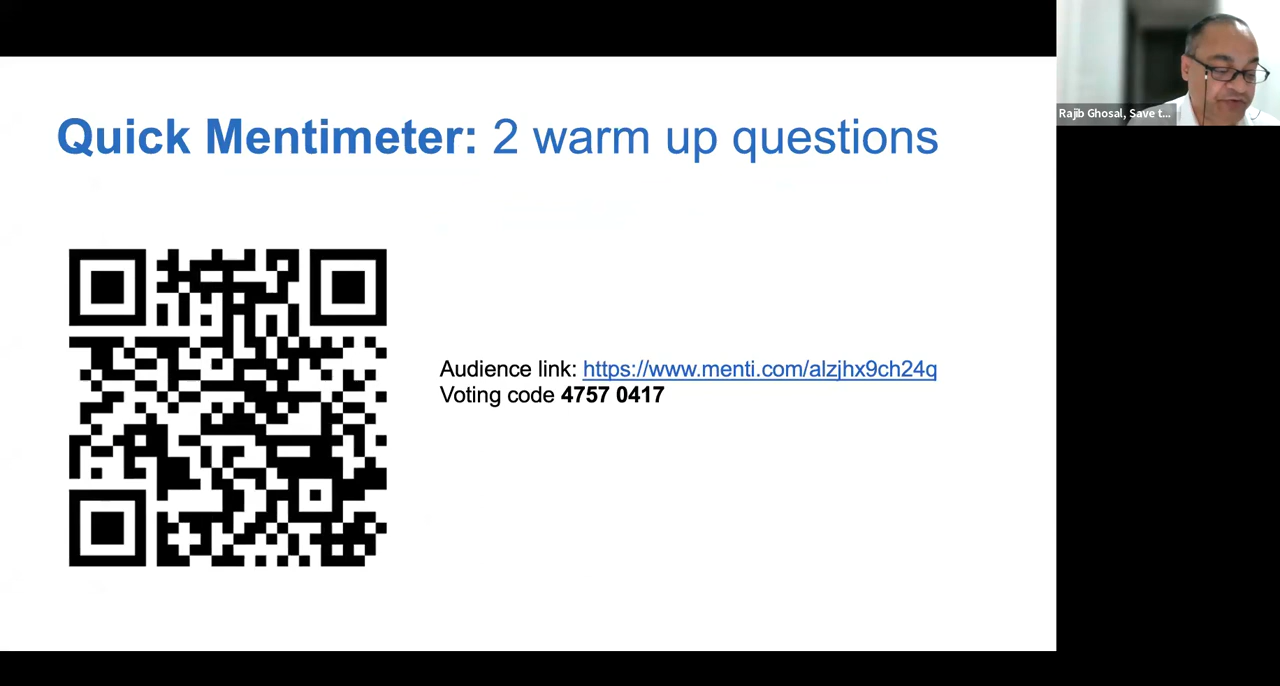 Quick Mentimeter: 2 warm up questions
Audience link: https://www.menti.com/alzjhx9ch24q
Voting code 4757 0417
Rajib Ghosal, Save t...